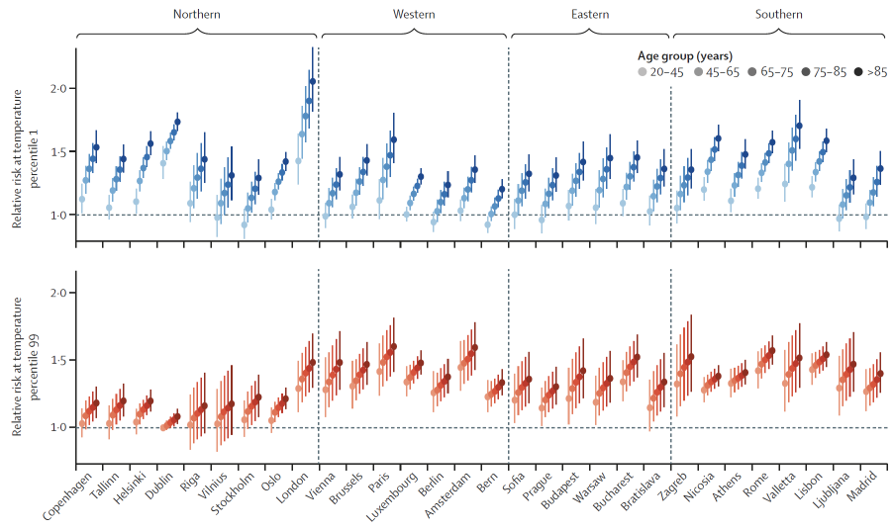 Northern
Western
Eastern
Southern
Age group (years)
20–45
45–65
65–75
75–85
>85
Relative risk at temperature
percentile 1
2·0
1·5
1·0
Relative risk at temperature
percentile 99
2·0
1·5
1·0
Copenhagen
Tallinn
Helsinki
Dublin
Riga
Vilnius
Stockholm
Oslo
London
Vienna
Brussels
Paris
Luxembourg
Berlin
Amsterdam
Bern
Sofia
Prague
Budapest
Warsaw
Bucharest
Bratislava
Zagreb
Nicosia
Athens
Rome
Valletta
Lisbon
Ljubljana
Madrid